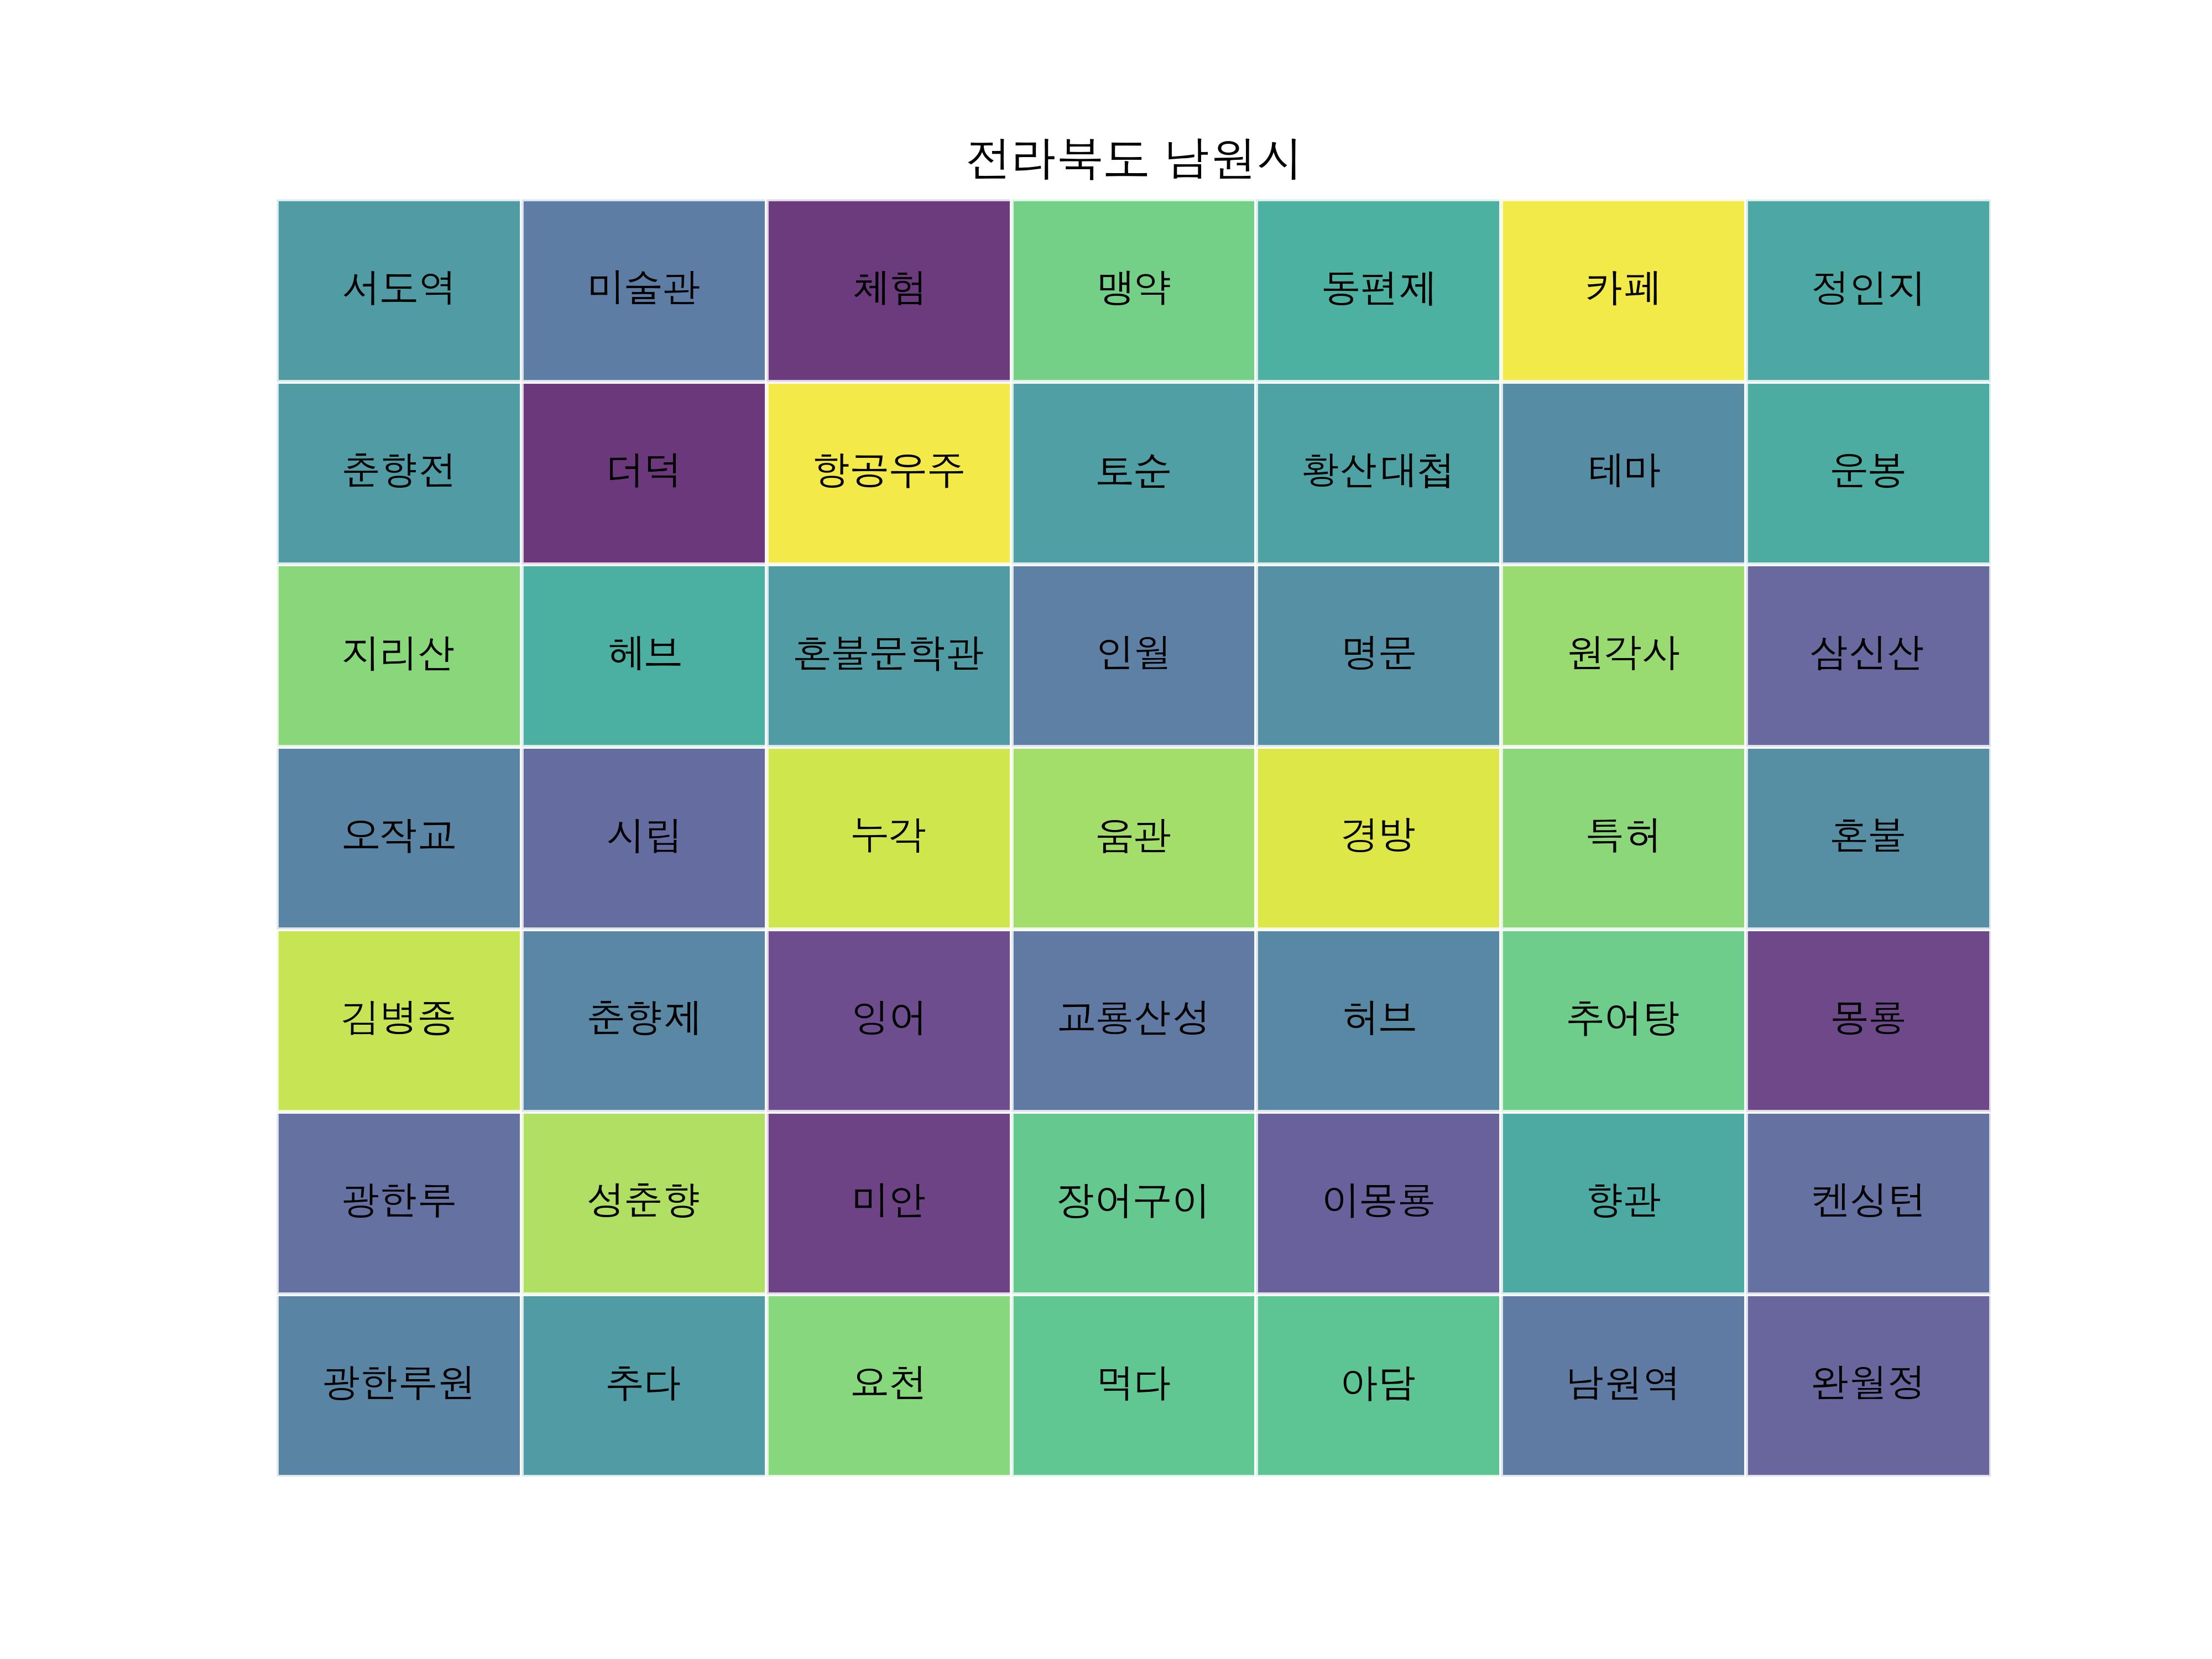 전라북도 남원시
서도역 미술관 체험 맹약 동편제 카페 정인지
춘향전 더덕 항공우주 토순 황산대첩 테마 운봉
지리산 헤브 혼불문학관 인월 명문 원각사 삼신산
오작교 시립 누각 움관 경방 특허 혼불
김병종 춘향제 잉어 교룡산성 허브 추어탕 몽룡
광한루 성춘향 미안 장어구이 이몽룡 향관 켄싱턴
광한루원 추다 요천 먹다 아담 남원역 완월정